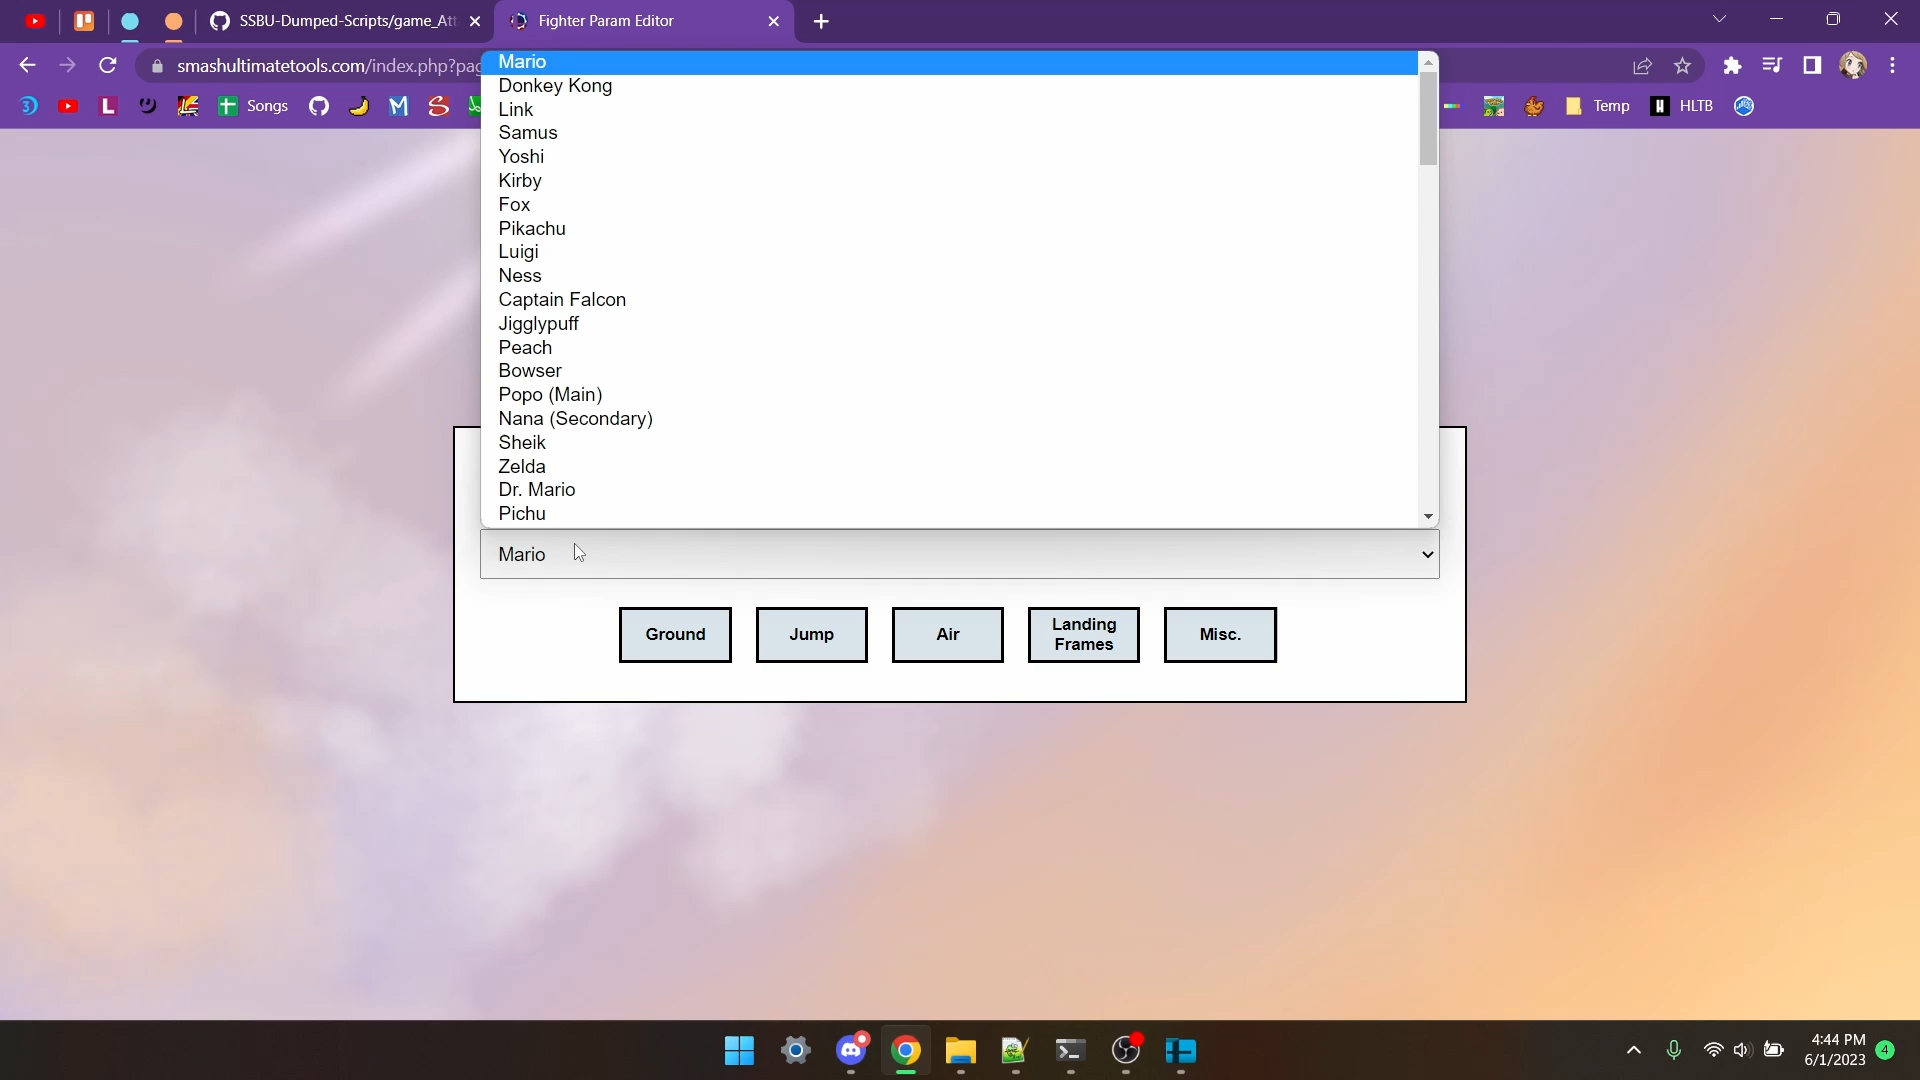 SSBU-Dumped-Scripts/game_Att
Fighter Param Editor
smashultimatetools.com/index.php?pag
Songs
Temp
HLTB
Mario
Donkey Kong
Link
Samus
Yoshi
Kirby
Fox
Pikachu
Luigi
Ness
Captain Falcon
Jigglypuff
Peach
Bowser
Popo (Main)
Nana (Secondary)
Sheik
Zelda
Dr. Mario
Pichu
Mario
Ground
Jump
Air
Landing
Frames
Misc.
4:44 PM
6/1/2023
4